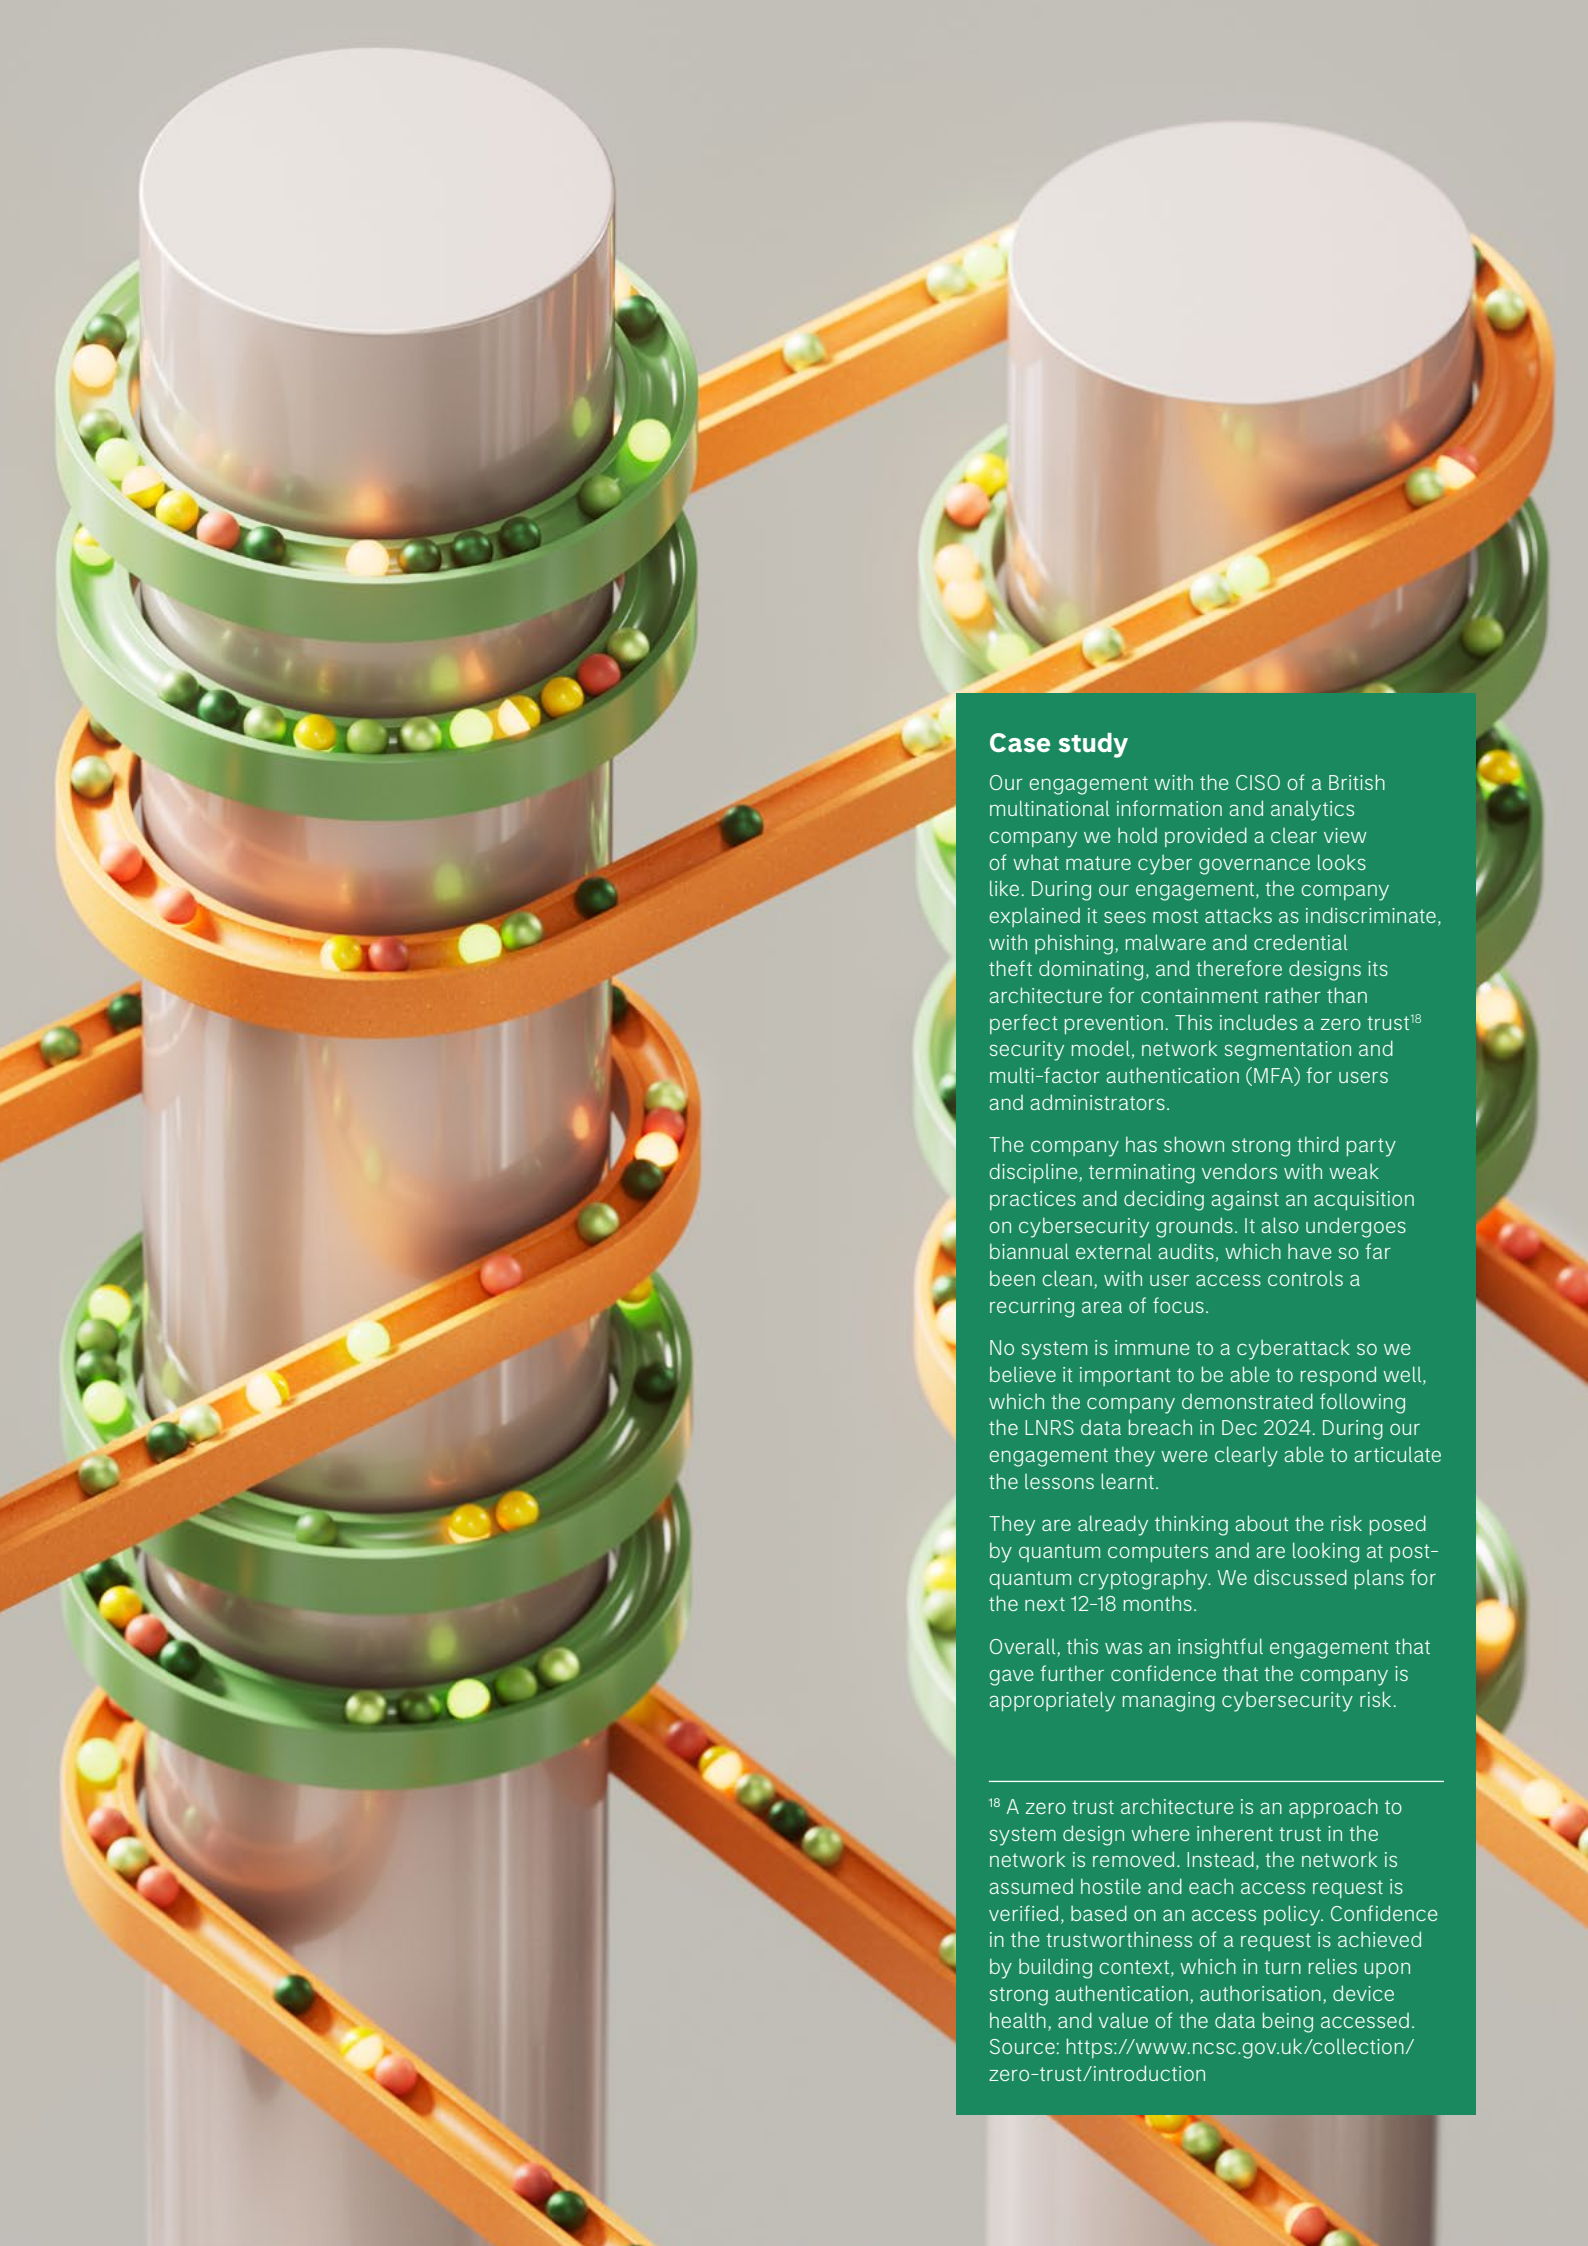 Case study
Our engagement with the CISO of a British
multinational information and analytics
company we hold provided a clear view
of what mature cyber governance looks
like. During our engagement, the company
explained it sees most attacks as indiscriminate,
with phishing, malware and credential
theft dominating, and therefore designs its
architecture for containment rather than
perfect prevention. This includes a zero trust¹⁸
security model, network segmentation and
multi-factor authentication (MFA) for users
and administrators.
The company has shown strong third party
discipline, terminating vendors with weak
practices and deciding against an acquisition
on cybersecurity grounds. It also undergoes
biannual external audits, which have so far
been clean, with user access controls a
recurring area of focus.
No system is immune to a cyberattack so we
believe it important to be able to respond well,
which the company demonstrated following
the LNRS data breach in Dec 2024. During our
engagement they were clearly able to articulate
the lessons learnt.
They are already thinking about the risk posed
by quantum computers and are looking at post-
quantum cryptography. We discussed plans for
the next 12-18 months.
Overall, this was an insightful engagement that
gave further confidence that the company is
appropriately managing cybersecurity risk.
¹⁸ A zero trust architecture is an approach to
system design where inherent trust in the
network is removed. Instead, the network is
assumed hostile and each access request is
verified, based on an access policy. Confidence
in the trustworthiness of a request is achieved
by building context, which in turn relies upon
strong authentication, authorisation, device
health, and value of the data being accessed.
Source: https://www.ncsc.gov.uk/collection/
zero-trust/introduction